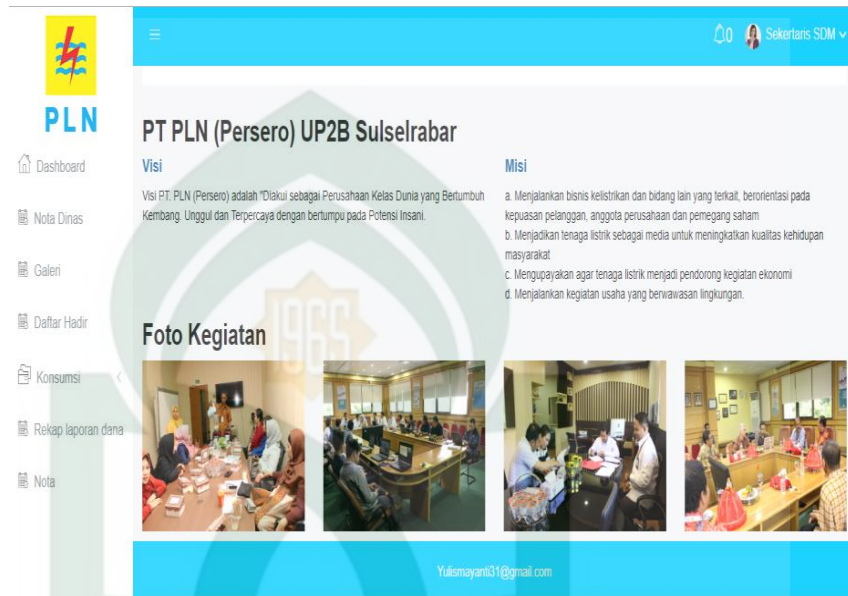 0 Sekertaris SDM
PLN
Dashboard
Nota Dinas
Galeri
Daftar Hadir
Konsumsi
Rekap laporan dana
Nota
PT PLN (Persero) UP2B Sulselrabar
Visi
Visi PT. PLN (Persero) adalah "Diakui sebagai Perusahaan Kelas Dunia yang Bertumbuh
Kembang. Unggul dan Terpercaya dengan bertumpu pada Potensi Insani.
Misi
a. Menjalankan bisnis kelistrikan dan bidang lain yang terkait, berorientasi pada
kepuasan pelanggan, anggota perusahaan dan pemegang saham
b. Menjadikan tenaga listrik sebagai media untuk meningkatkan kualitas kehidupan
masyarakat
c. Mengupayakan agar tenaga listrik menjadi pendorong kegiatan ekonomi
d. Menjalankan kegiatan usaha yang berwawasan lingkungan.
1965
Foto Kegiatan
Yulismayanti31@gmail.com